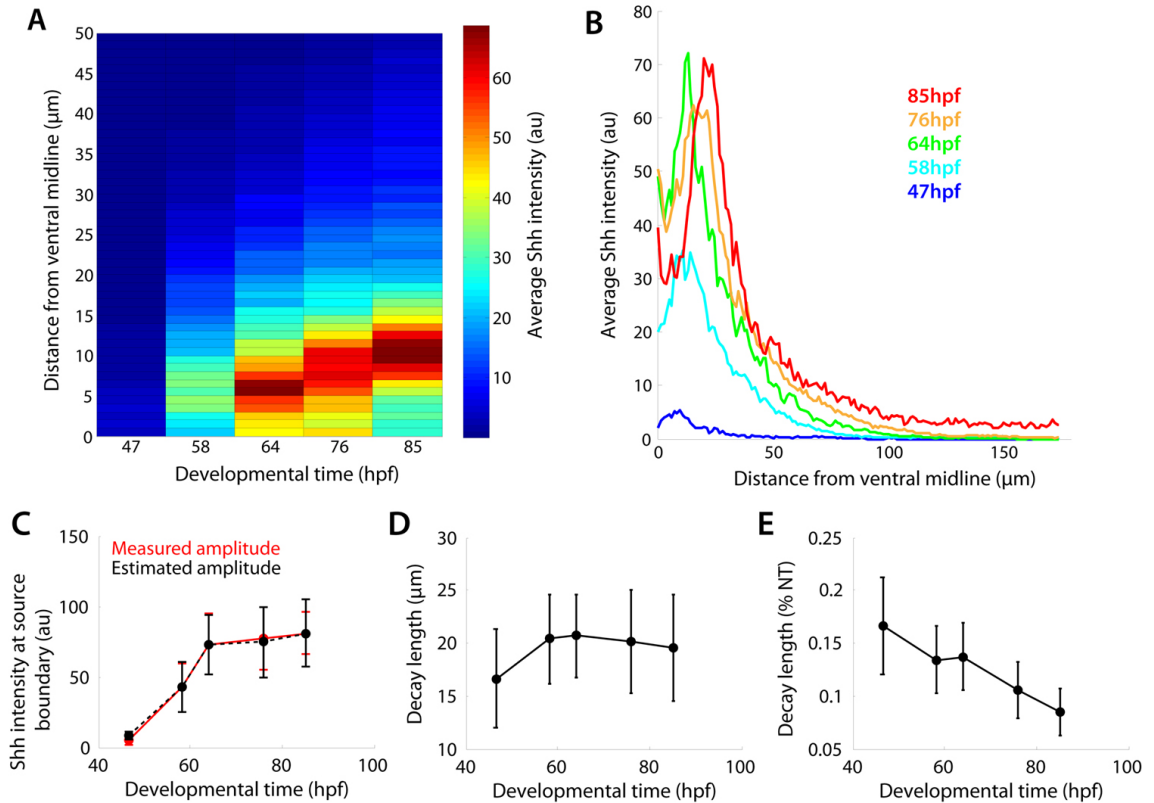 A
50
45
40
35
30
25
20
15
10
5
0
Distance from ventral midline (μm)
47 58 64 76 85
Developmental time (hpf)
60
50
40
30
20
10
Average Shh intensity (au)
B
80
70
60
50
40
30
20
10
0
Average Shh intensity (au)
85hpf
76hpf
64hpf
58hpf
47hpf
0 50 100 150
Distance from ventral midline (μm)
C
150
100
50
0
Shh intensity at source
boundary (au)
Measured amplitude
Estimated amplitude
40 60 80 100
Developmental time (hpf)
D
30
25
20
15
10
Decay length (μm)
40 60 80 100
Developmental time (hpf)
E
0.25
0.2
0.15
0.1
0.05
Decay length (% NT)
40 60 80 100
Developmental time (hpf)